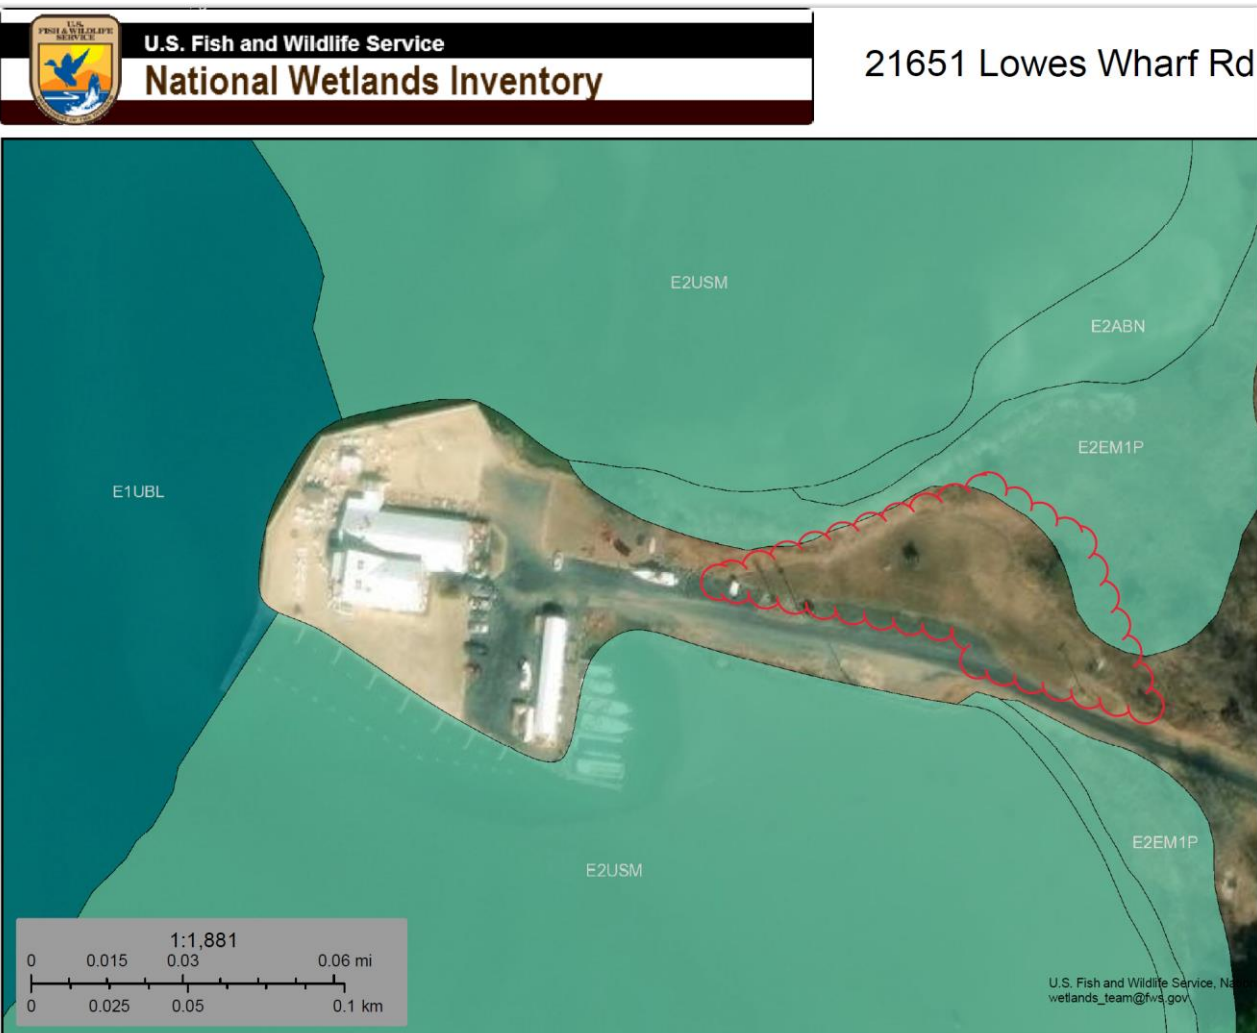 U.S.
FISH & WILDLIFE
SERVICE
U.S. Fish and Wildlife Service
National Wetlands Inventory
21651 Lowes Wharf Rd
E2USM
E2ABN
E2EM1P
E1UBL
E2EM1P
E2USM
1:1,881
0 0.015 0.03 0.06 mi
0 0.025 0.05 0.1 km
U.S. Fish and Wildlife Service,
wetlands_team@fws.gov